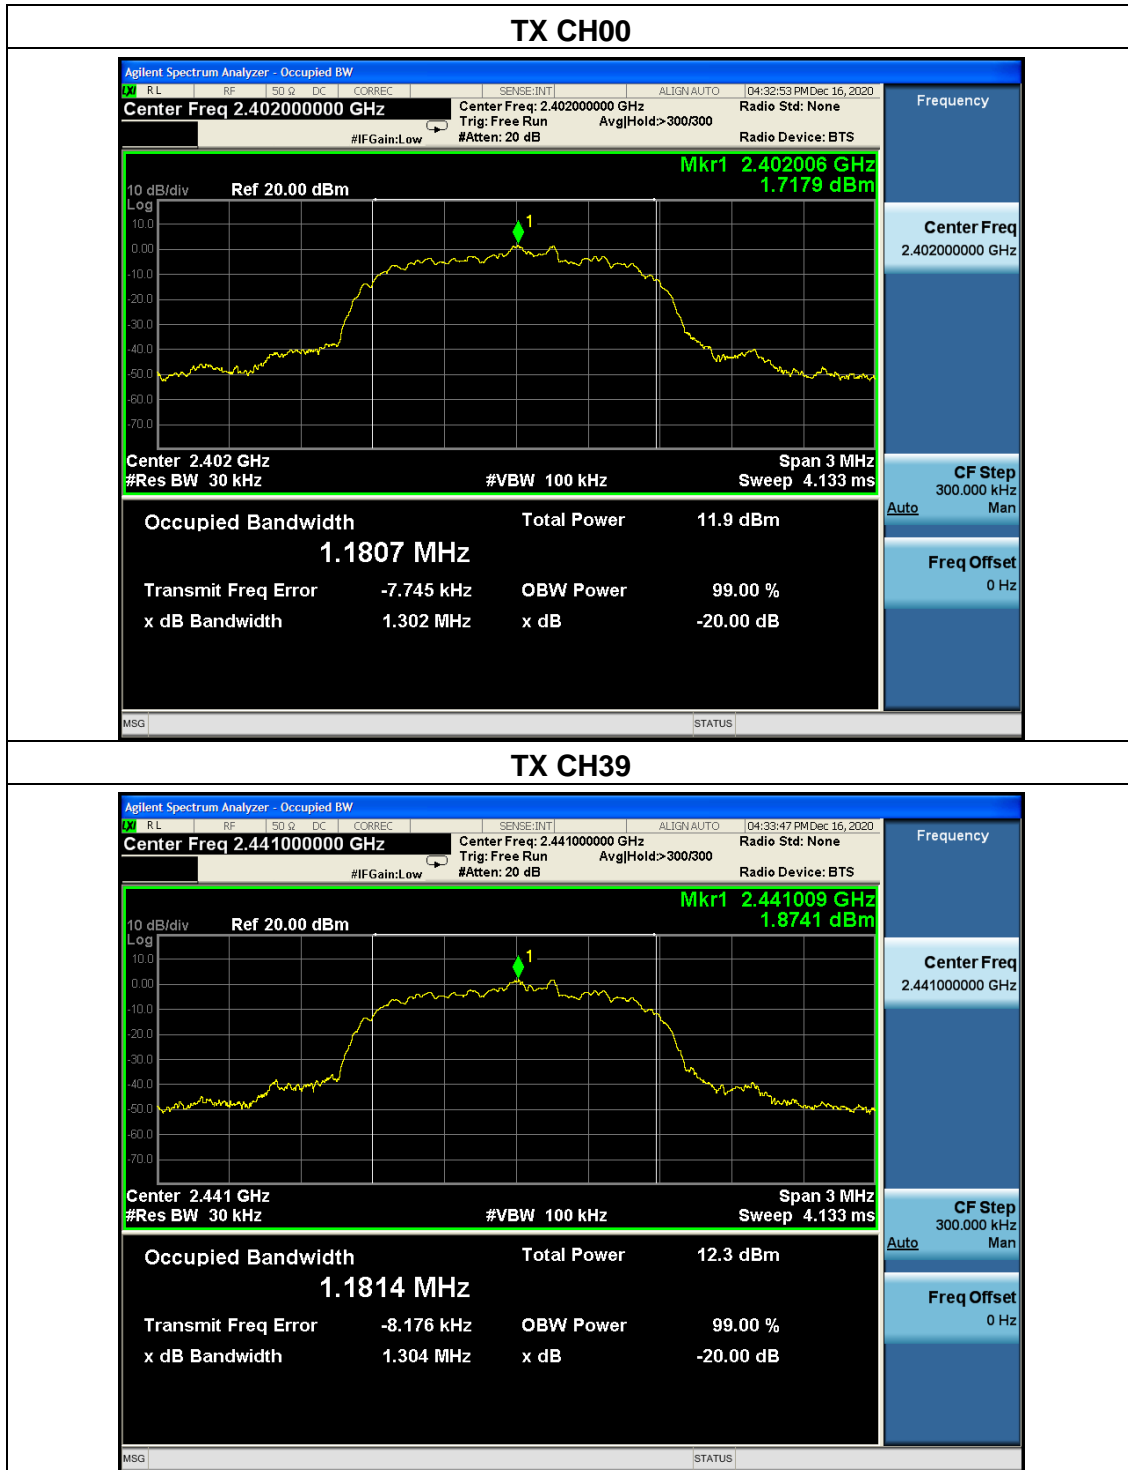 TX CH00
Agilent Spectrum Analyzer - Occupied BW
LXI RL RF 50 Ω DC CORREC SENSE:INT ALIGN AUTO 04:32:53 PM Dec 16, 2020
Center Freq 2.402000000 GHz Center Freq: 2.402000000 GHz Radio Std: None Frequency
Trig: Free Run Avg|Hold:>300/300
#IFGain:Low #Atten: 20 dB Radio Device: BTS
Mkr1 2.402006 GHz
1.7179 dBm
10 dB/div Ref 20.00 dBm
Log
10.0
0.00
-10.0
-20.0
-30.0
-40.0
-50.0
-60.0
-70.0
1
Center Freq
2.402000000 GHz
Center 2.402 GHz Span 3 MHz
#Res BW 30 kHz #VBW 100 kHz Sweep 4.133 ms
CF Step
300.000 kHz
Auto Man
Occupied Bandwidth Total Power 11.9 dBm
1.1807 MHz
Freq Offset
0 Hz
Transmit Freq Error -7.745 kHz OBW Power 99.00 %
x dB Bandwidth 1.302 MHz x dB -20.00 dB
MSG STATUS
TX CH39
Agilent Spectrum Analyzer - Occupied BW
LXI RL RF 50 Ω DC CORREC SENSE:INT ALIGN AUTO 04:33:47 PM Dec 16, 2020
Center Freq 2.441000000 GHz Center Freq: 2.441000000 GHz Radio Std: None Frequency
Trig: Free Run Avg|Hold:>300/300
#IFGain:Low #Atten: 20 dB Radio Device: BTS
Mkr1 2.441009 GHz
1.8741 dBm
10 dB/div Ref 20.00 dBm
Log
10.0
0.00
-10.0
-20.0
-30.0
-40.0
-50.0
-60.0
-70.0
1
Center Freq
2.441000000 GHz
Center 2.441 GHz Span 3 MHz
#Res BW 30 kHz #VBW 100 kHz Sweep 4.133 ms
CF Step
300.000 kHz
Auto Man
Occupied Bandwidth Total Power 12.3 dBm
1.1814 MHz
Freq Offset
0 Hz
Transmit Freq Error -8.176 kHz OBW Power 99.00 %
x dB Bandwidth 1.304 MHz x dB -20.00 dB
MSG STATUS